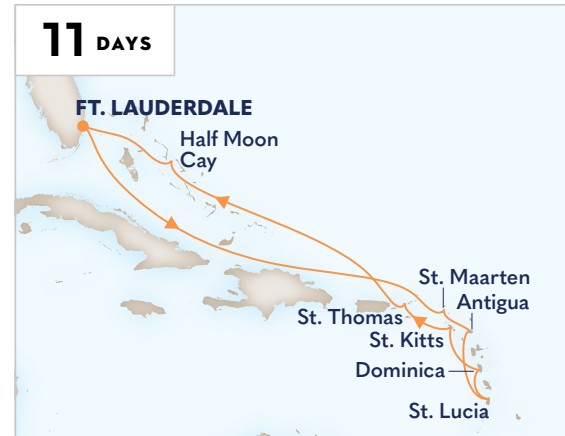 11 DAYS
FT. LAUDERDALE
Half Moon
Cay
St. Maarten
Antigua
St. Thomas
St. Kitts
Dominica
St. Lucia